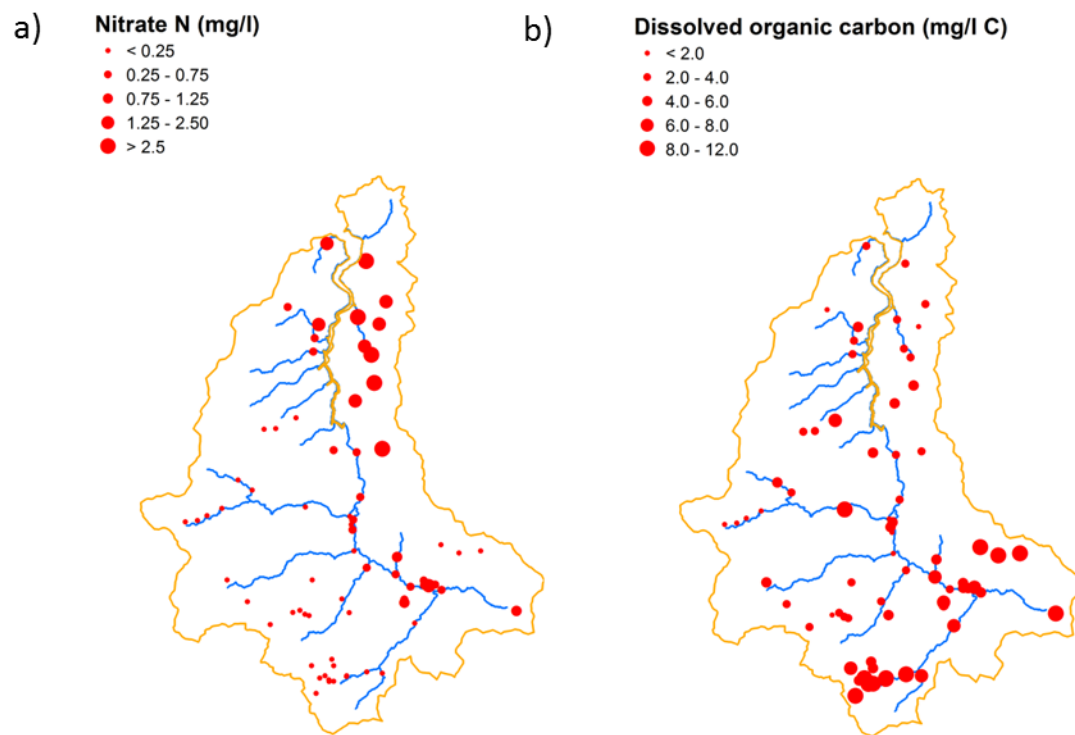 a)
Nitrate N (mg/l)
< 0.25
0.25 - 0.75
0.75 - 1.25
1.25 - 2.50
> 2.5
b)
Dissolved organic carbon (mg/l C)
< 2.0
2.0 - 4.0
4.0 - 6.0
6.0 - 8.0
8.0 - 12.0